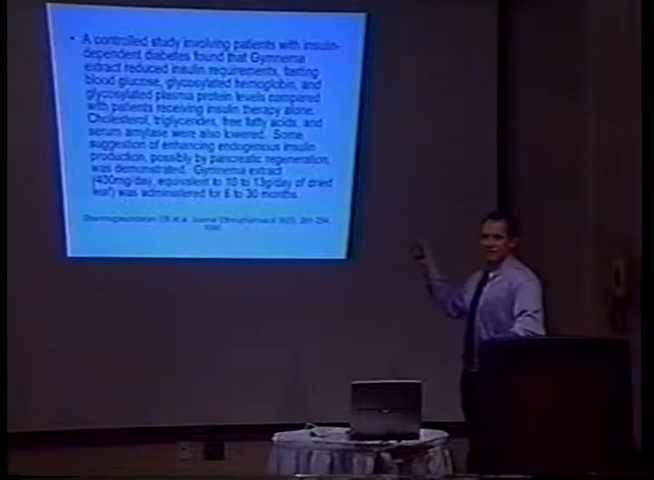 • A controlled study involving patients with insulin-
dependent diabetes found that Gymnema
extract reduced insulin requirements, fasting
blood glucose, glycosylated hemoglobin, and
glycosylated plasma protein levels compared
with patients receiving insulin therapy alone.
Cholesterol, triglycerides, free fatty acids, and
serum amylase were also lowered. Some
suggestion of enhancing endogenous insulin
production, possibly by pancreatic regeneration,
was demonstrated. Gymnema extract
(400mg/day, equivalent to 10 to 13g/day of dried
leaf) was administered for 6 to 30 months.
et al Journal